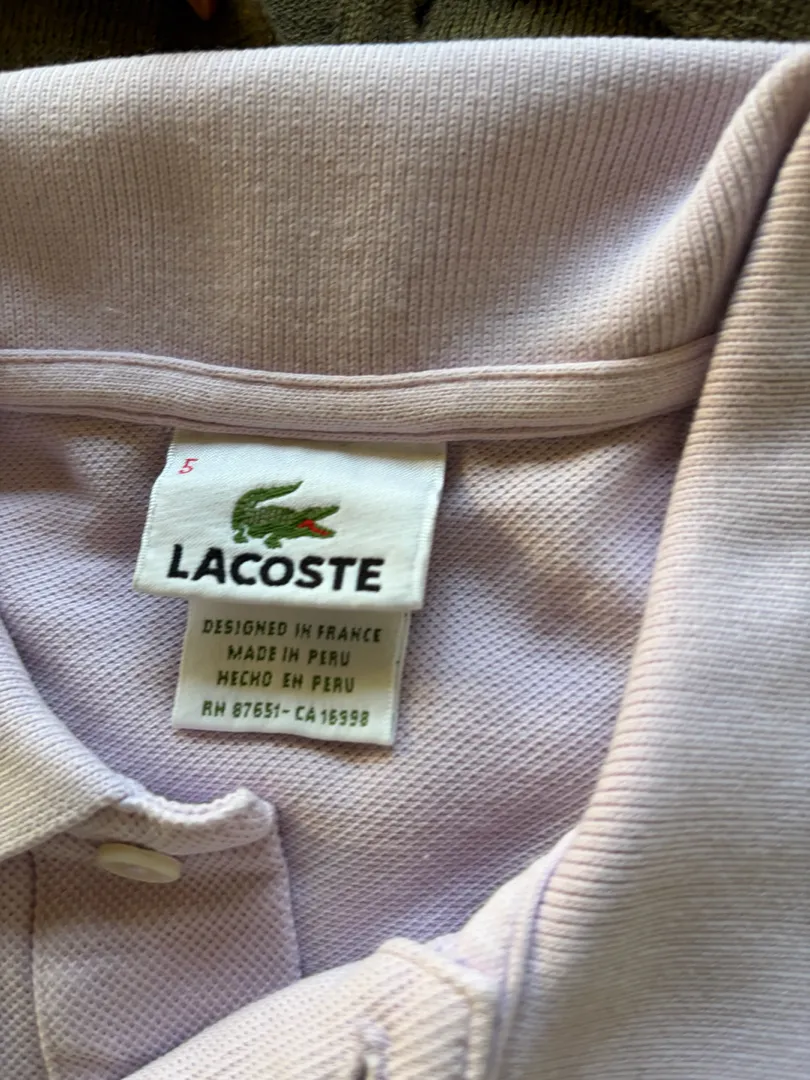 5
LACOSTE
DESIGNED IN FRANCE
MADE IN PERU
HECHO EN PERU
RN 87651- CA 16998